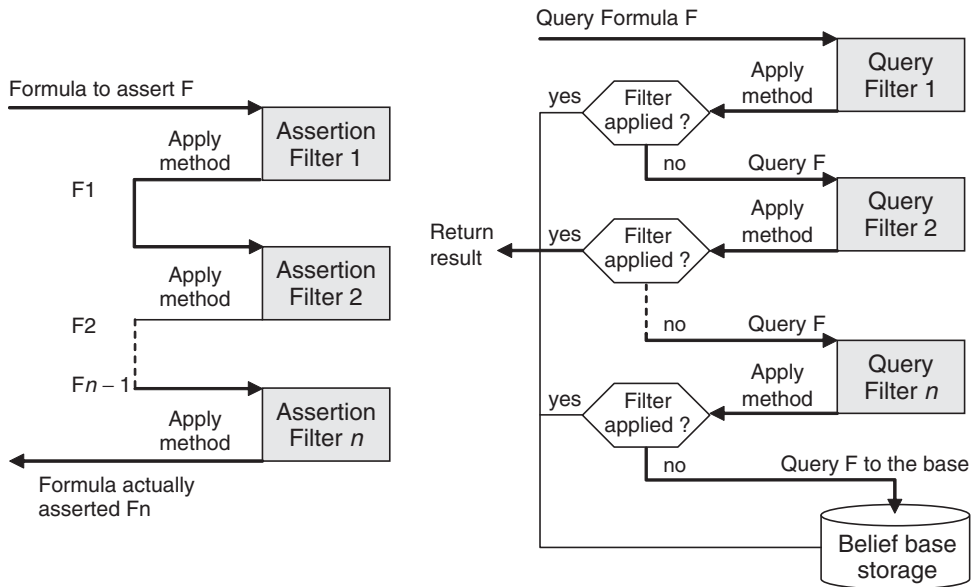 Formula to assert F
Assertion
Filter 1
Apply
method
F1
Assertion
Filter 2
Apply
method
F2
Fn – 1
Assertion
Filter n
Apply
method
Formula actually
asserted Fn
Query Formula F
Query
Filter 1
Apply
method
yes
Filter
applied ?
no
Query F
Query
Filter 2
Apply
method
Return
result
yes
Filter
applied ?
no
Query F
Query
Filter n
Apply
method
yes
Filter
applied ?
no
Query F to the base
Belief base
storage